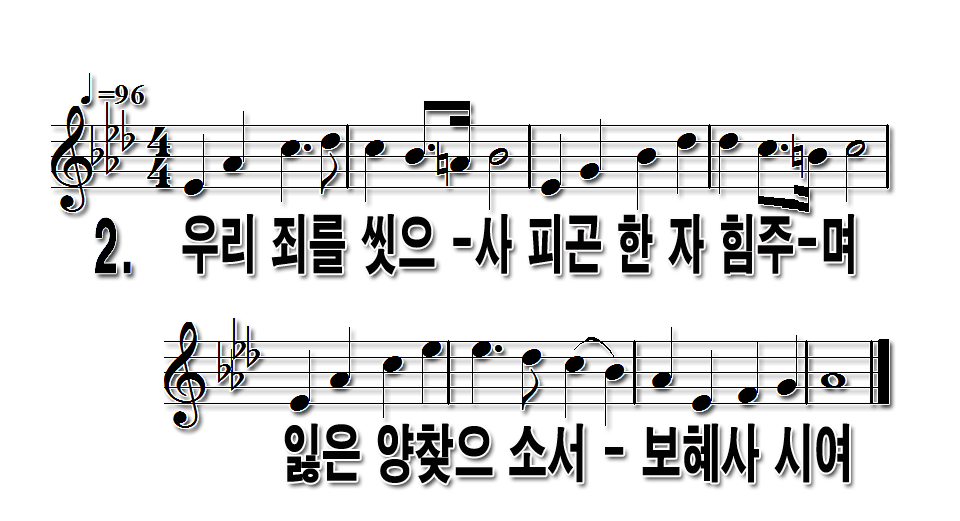 ♩=96
2. 우리 죄를 씻으 -사 피곤 한 자 힘주-며
잃은 양찾으 소서 - 보혜사 시여